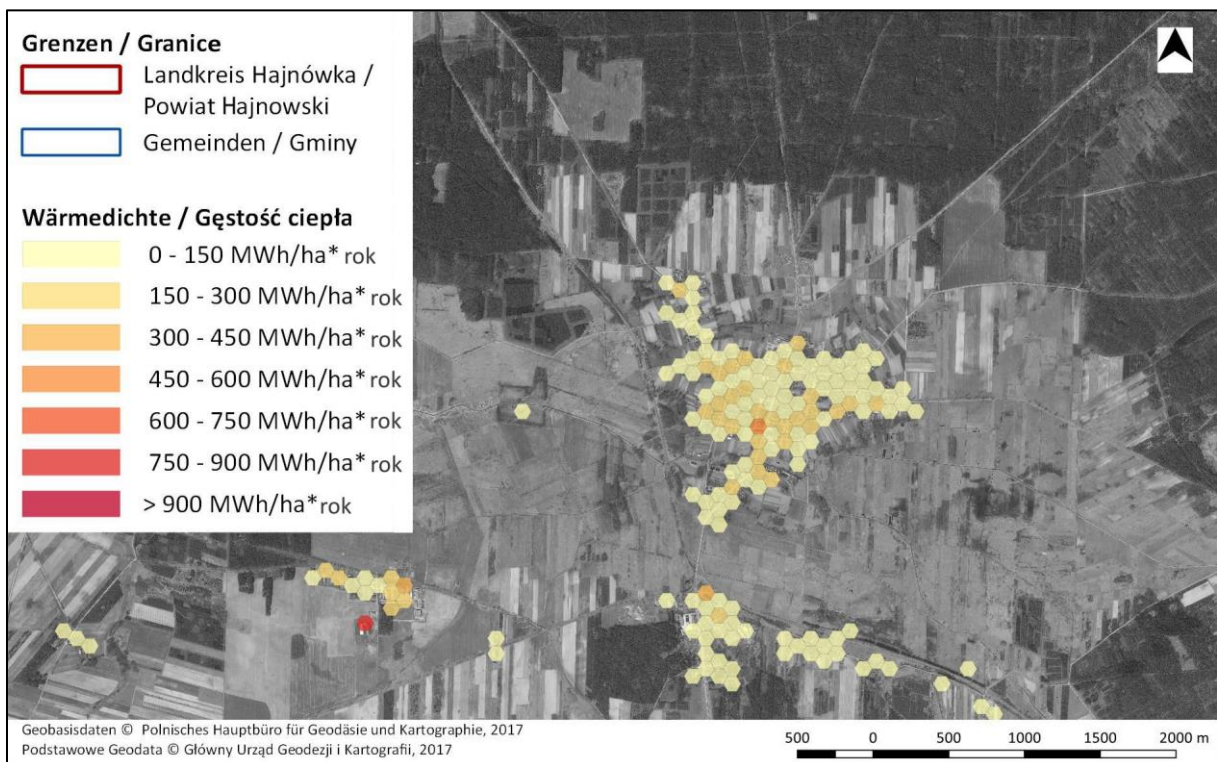 Grenzen / Granice
Landkreis Hajnówka /
Powiat Hajnowski
Gemeinden / Gminy
Wärmedichte / Gęstość ciepła
0 - 150 MWh/ha* rok
150 - 300 MWh/ha* rok
300 - 450 MWh/ha* rok
450 - 600 MWh/ha* rok
600 - 750 MWh/ha* rok
750 - 900 MWh/ha* rok
> 900 MWh/ha* rok
Geobasisdaten © Polnisches Hauptbüro für Geodäsie und Kartographie, 2017
Podstawowe Geodata © Główny Urząd Geodezji i Kartografii, 2017
500 0 500 1000 1500 2000 m